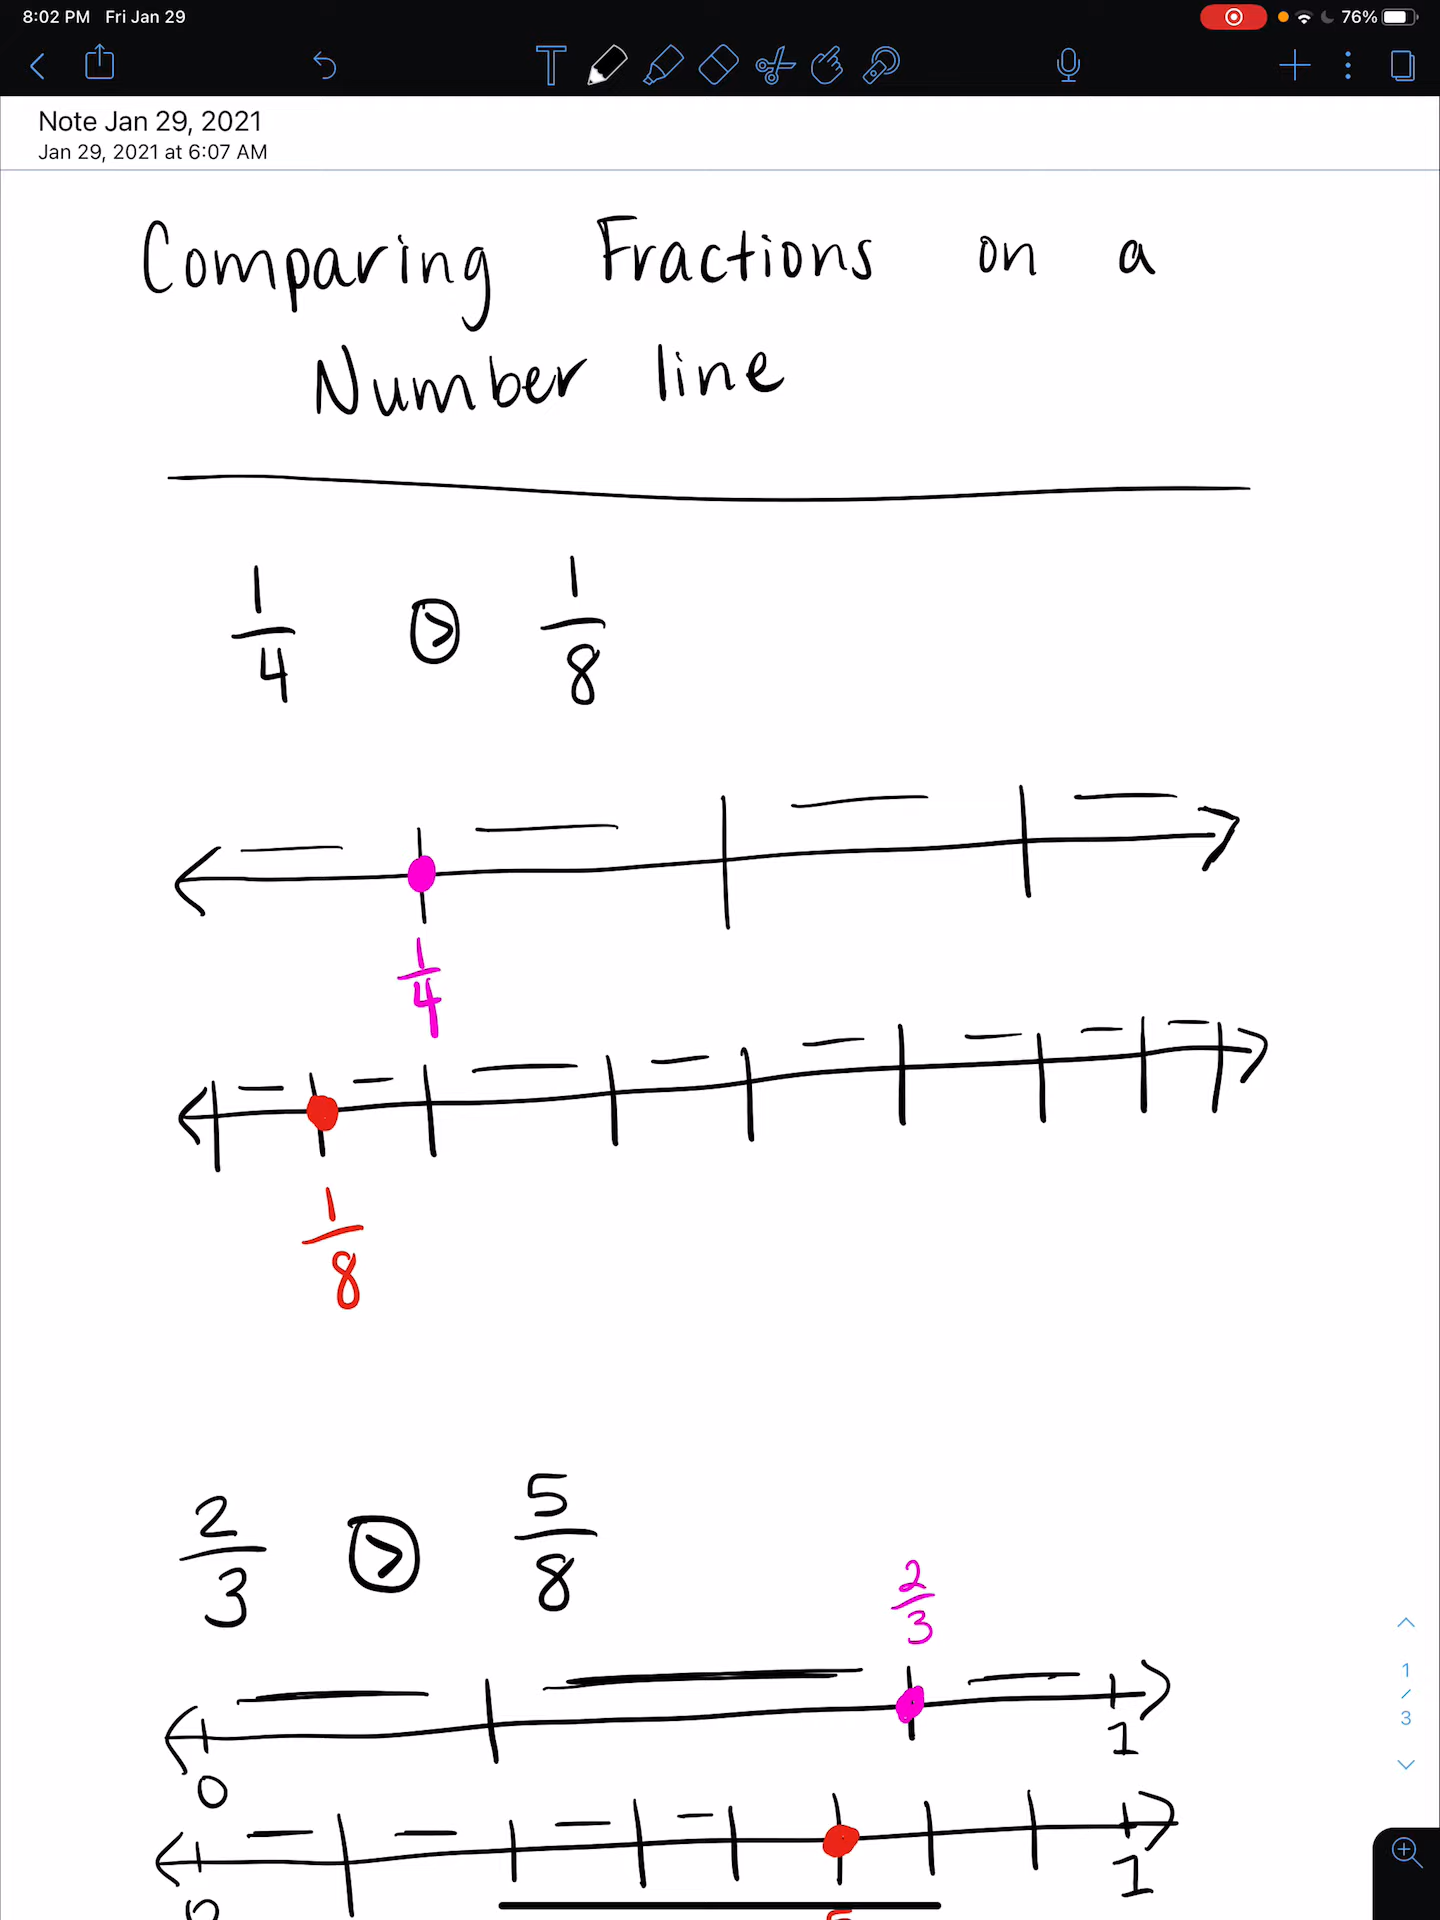 8:02 PM Fri Jan 29
76%
Note Jan 29, 2021
Jan 29, 2021 at 6:07 AM
Comparing Fractions on a
Number line
1/4 > 1/8
1/4
1/8
2/3 > 5/8
2/3
0 1
0 1
1/3